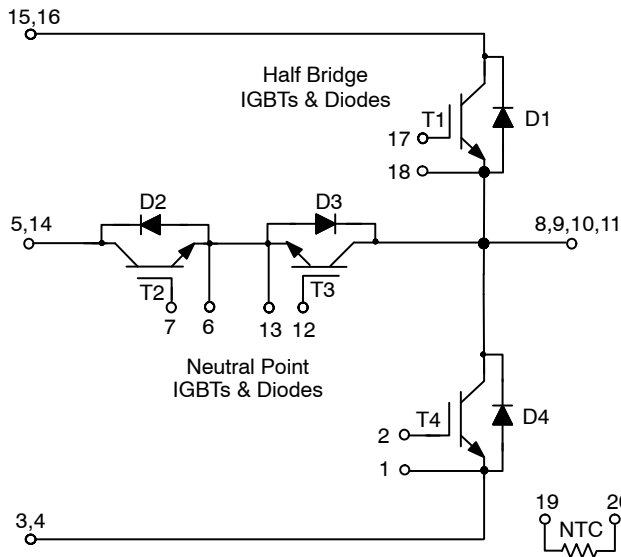 15,16
Half Bridge
IGBTs & Diodes
T1
D1
17
18
D2
D3
5,14
8,9,10,11
T2
T3
7
6
13
12
Neutral Point
IGBTs & Diodes
T4
D4
2
1
3,4
19
20
NTC